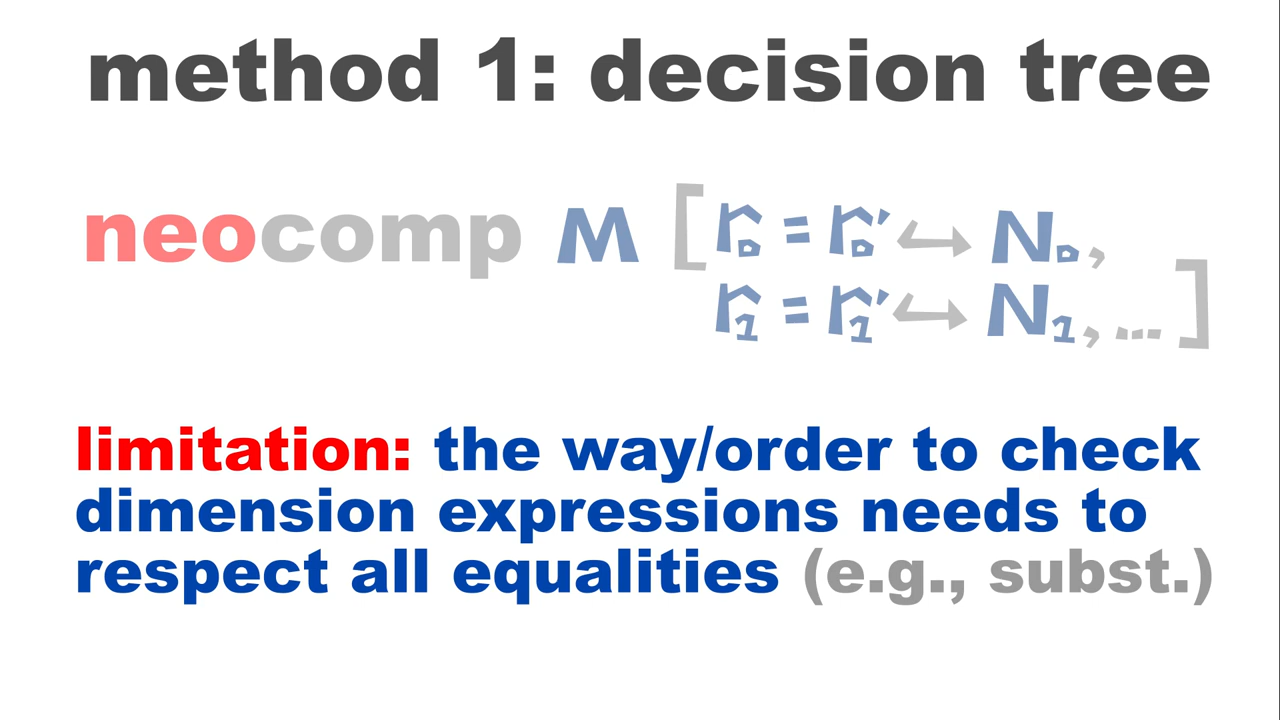 method 1: decision tree
neocomp M [r₀ = r₀′ ↪ N₀,
r₁ = r₁′ ↪ N₁, ...]
limitation: the way/order to check
dimension expressions needs to
respect all equalities (e.g., subst.)